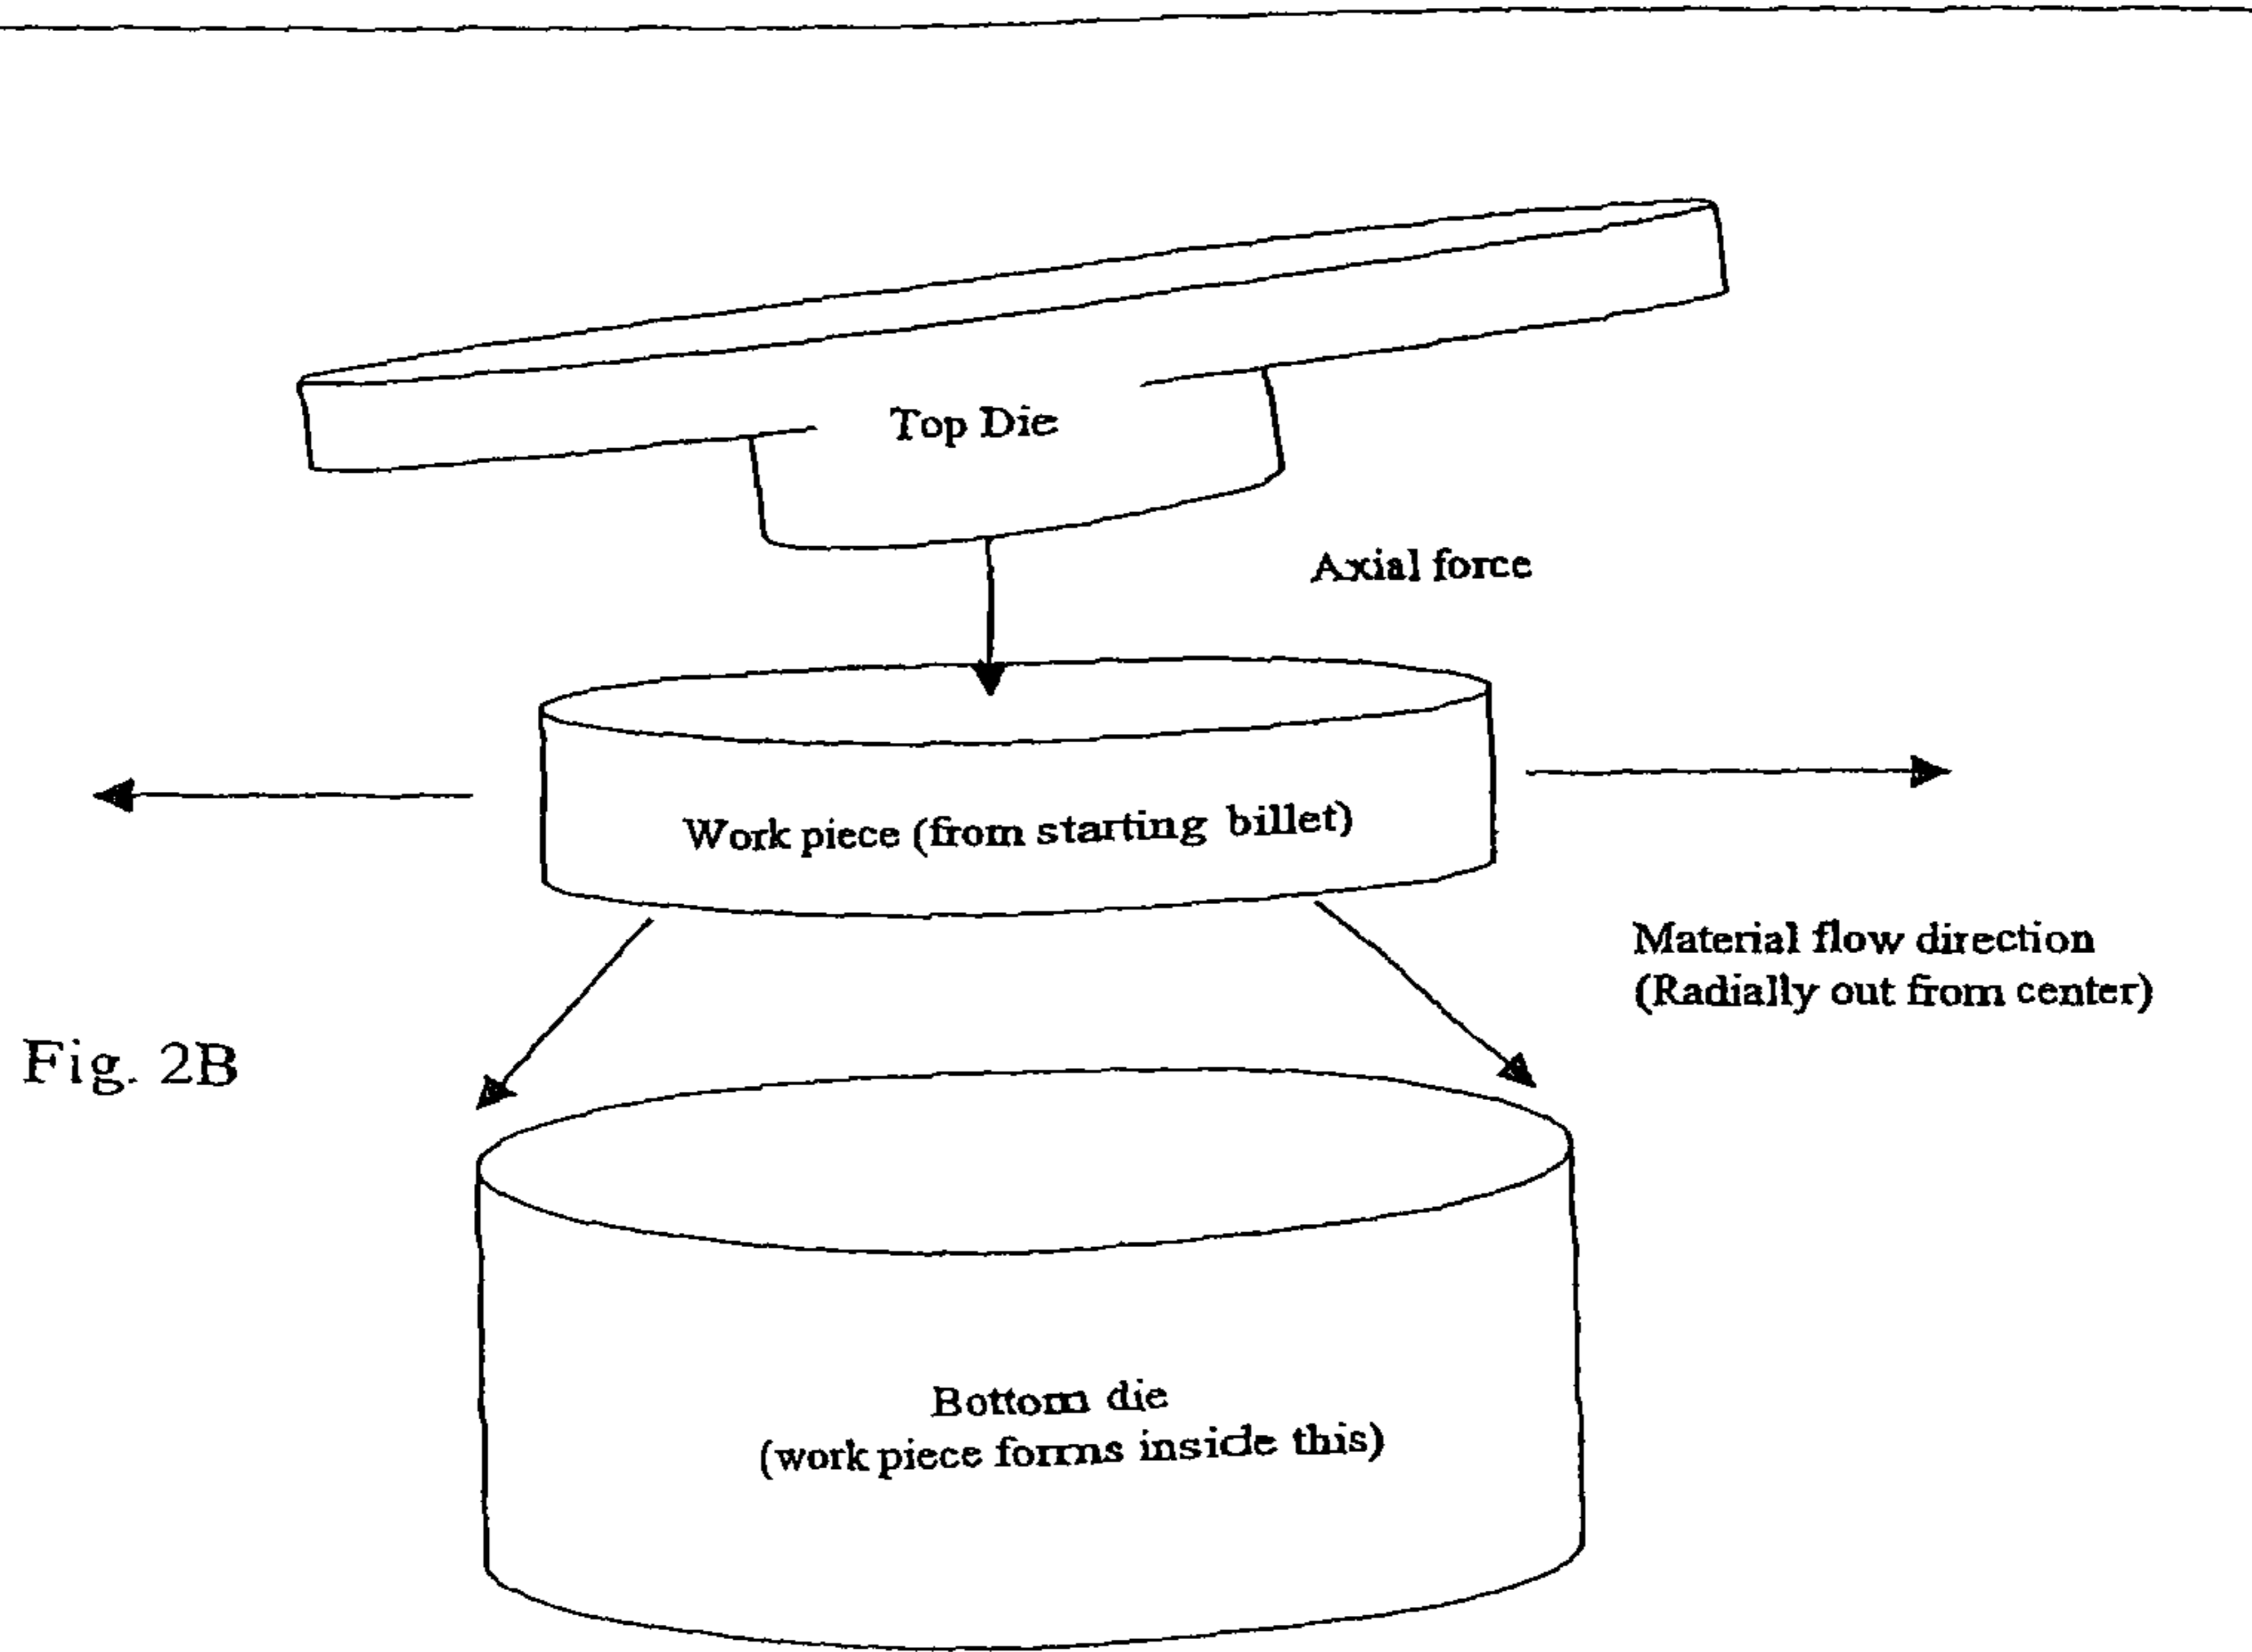 Top Die
Axial force
Work piece (from starting billet)
Material flow direction
(Radially out from center)
Fig. 2B
Bottom die
(work piece forms inside this)